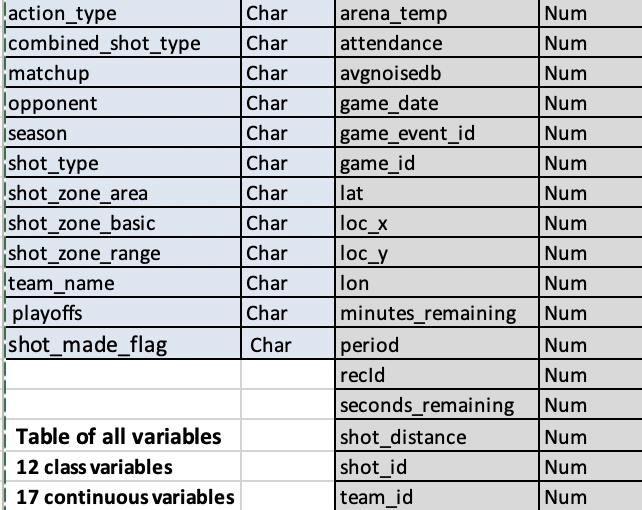 action_type Char arena_temp Num
combined_shot_type Char attendance Num
matchup Char avgnoisedb Num
opponent Char game_date Num
season Char game_event_id Num
shot_type Char game_id Num
shot_zone_area Char lat Num
shot_zone_basic Char loc_x Num
shot_zone_range Char loc_y Num
team_name Char lon Num
playoffs Char minutes_remaining Num
shot_made_flag Char period Num
recId Num
seconds_remaining Num
Table of all variables shot_distance Num
12 class variables shot_id Num
17 continuous variables team_id Num